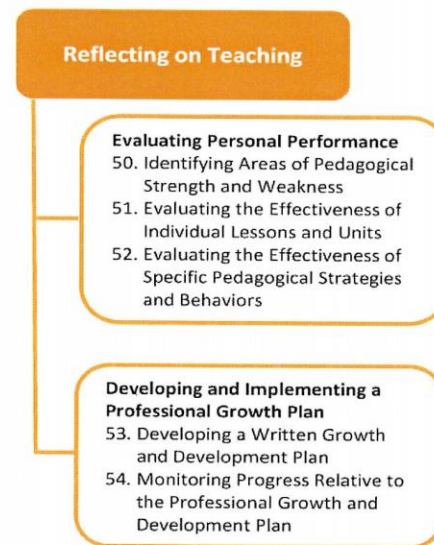 Reflecting on Teaching
Evaluating Personal Performance
50. Identifying Areas of Pedagogical
Strength and Weakness
51. Evaluating the Effectiveness of
Individual Lessons and Units
52. Evaluating the Effectiveness of
Specific Pedagogical Strategies
and Behaviors
Developing and Implementing a
Professional Growth Plan
53. Developing a Written Growth
and Development Plan
54. Monitoring Progress Relative to
the Professional Growth and
Development Plan